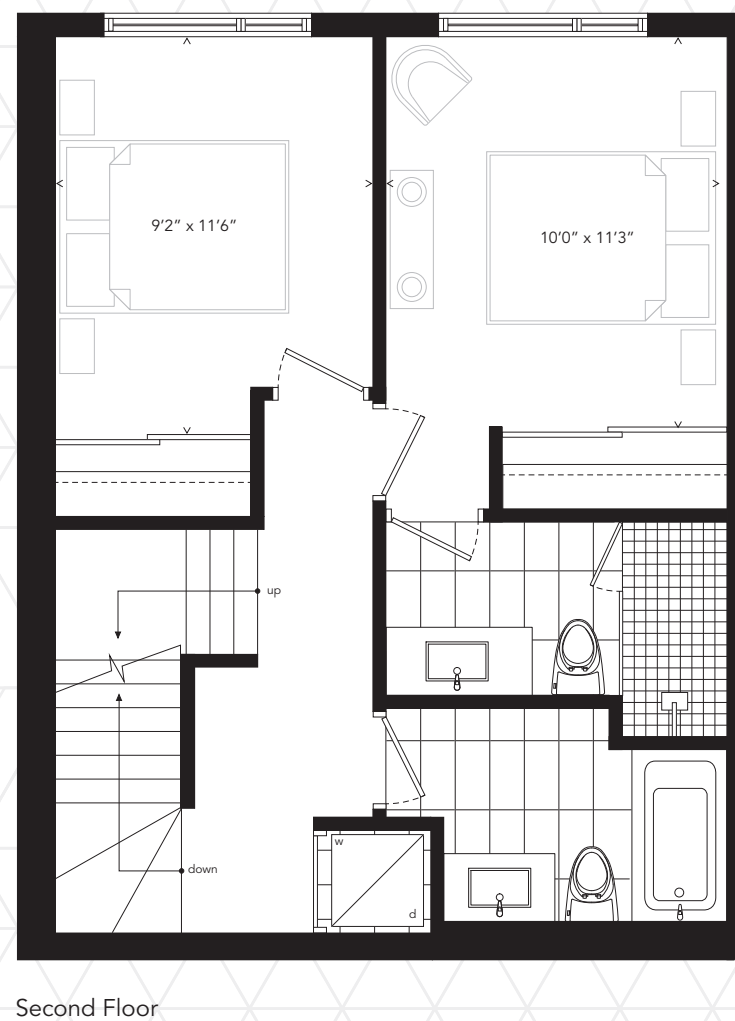 9’2” x 11’6”
10’0” x 11’3”
up
down
w
d
Second Floor